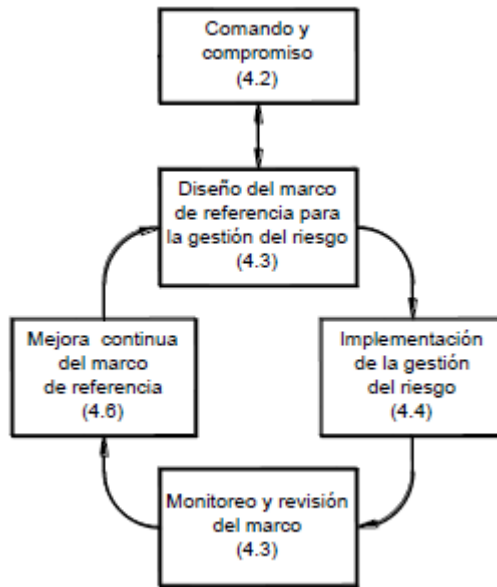 Comando y
compromiso
(4.2)
Diseño del marco
de referencia para
la gestión del riesgo
(4.3)
Mejora continua
del marco
de referencia
(4.6)
Implementación
de la gestión
del riesgo
(4.4)
Monitoreo y revisión
del marco
(4.3)